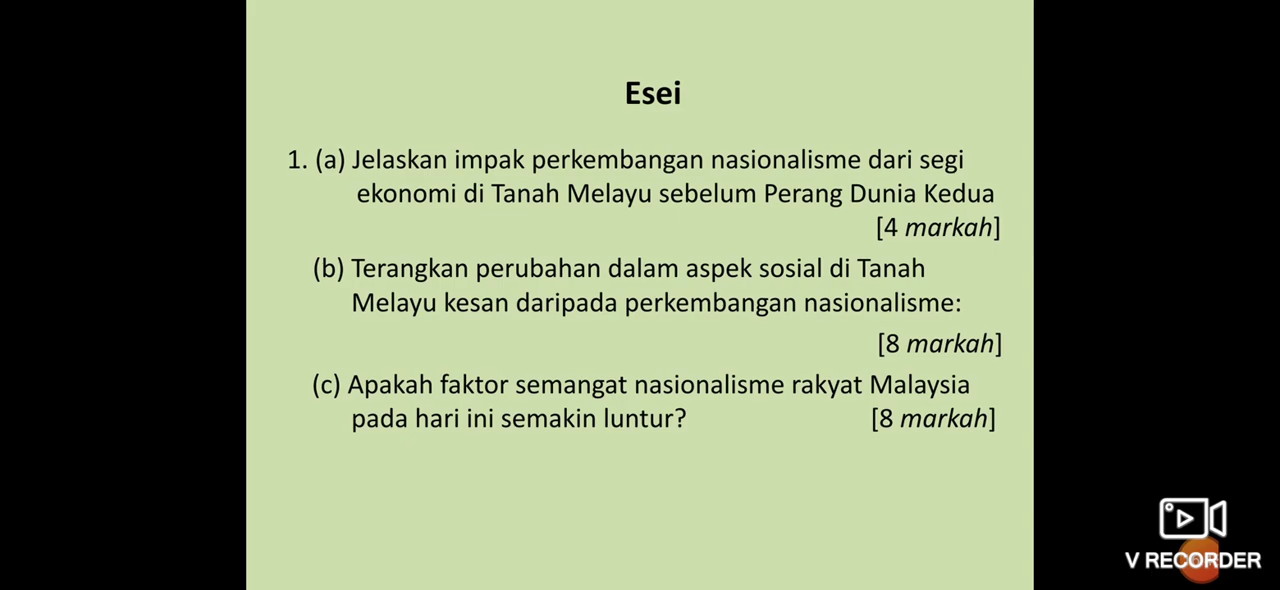 Esei
1. (a) Jelaskan impak perkembangan nasionalisme dari segi
ekonomi di Tanah Melayu sebelum Perang Dunia Kedua
[4 markah]
(b) Terangkan perubahan dalam aspek sosial di Tanah
Melayu kesan daripada perkembangan nasionalisme:
[8 markah]
(c) Apakah faktor semangat nasionalisme rakyat Malaysia
pada hari ini semakin luntur? [8 markah]
V RECORDER